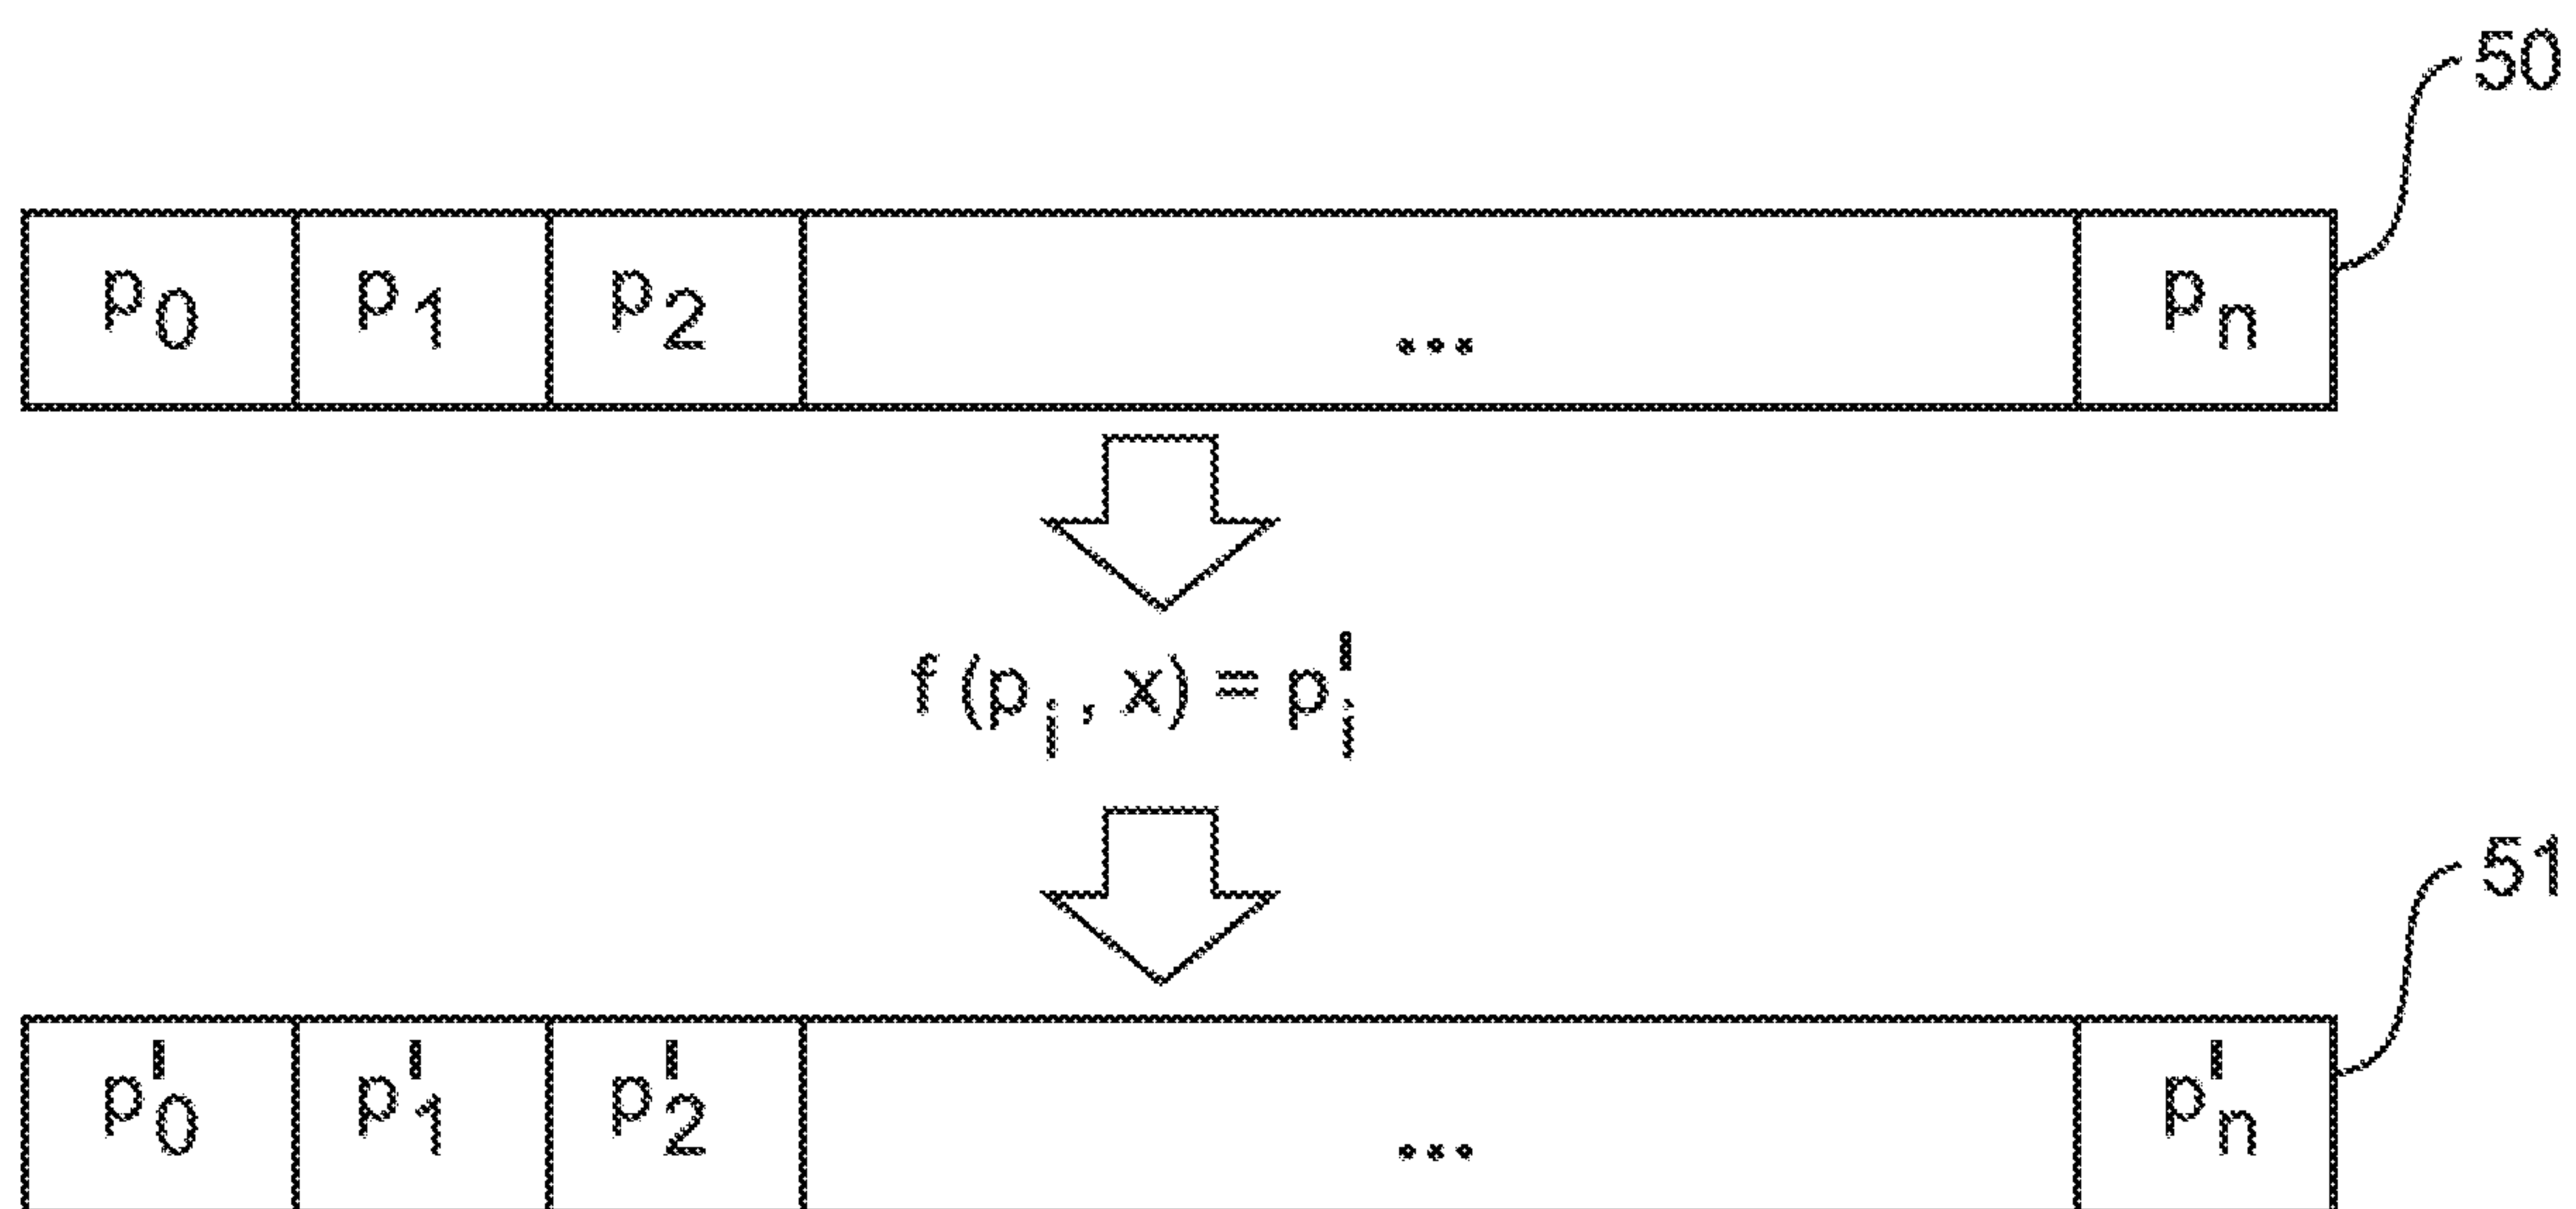 50
p₀ p₁ p₂ ... pₙ
f (pᵢ , x) = p'ᵢ
51
p'₀ p'₁ p'₂ ... p'ₙ